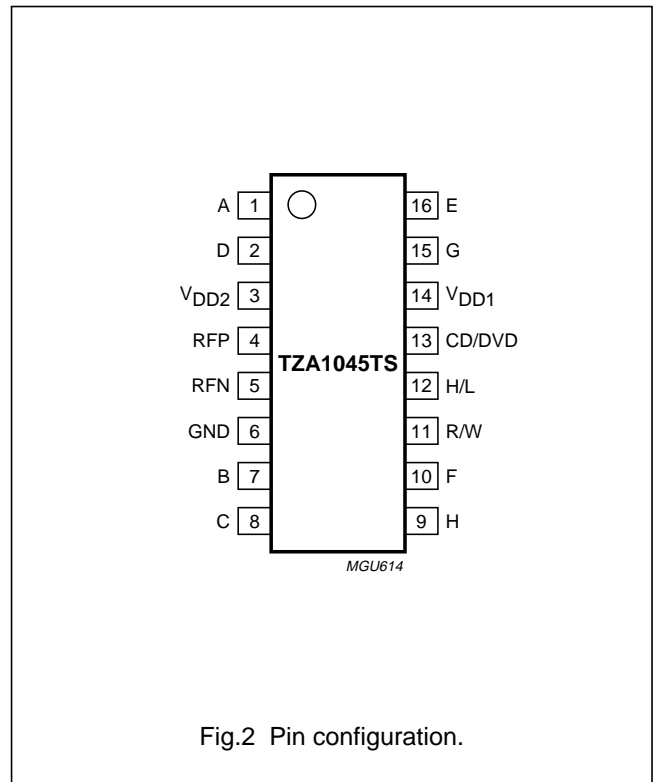 A 1 16 E
D 2 15 G
VDD2 3 14 VDD1
RFP 4 13 CD/DVD
TZA1045TS
RFN 5 12 H/L
GND 6 11 R/W
B 7 10 F
C 8 9 H
MGU614
Fig.2 Pin configuration.